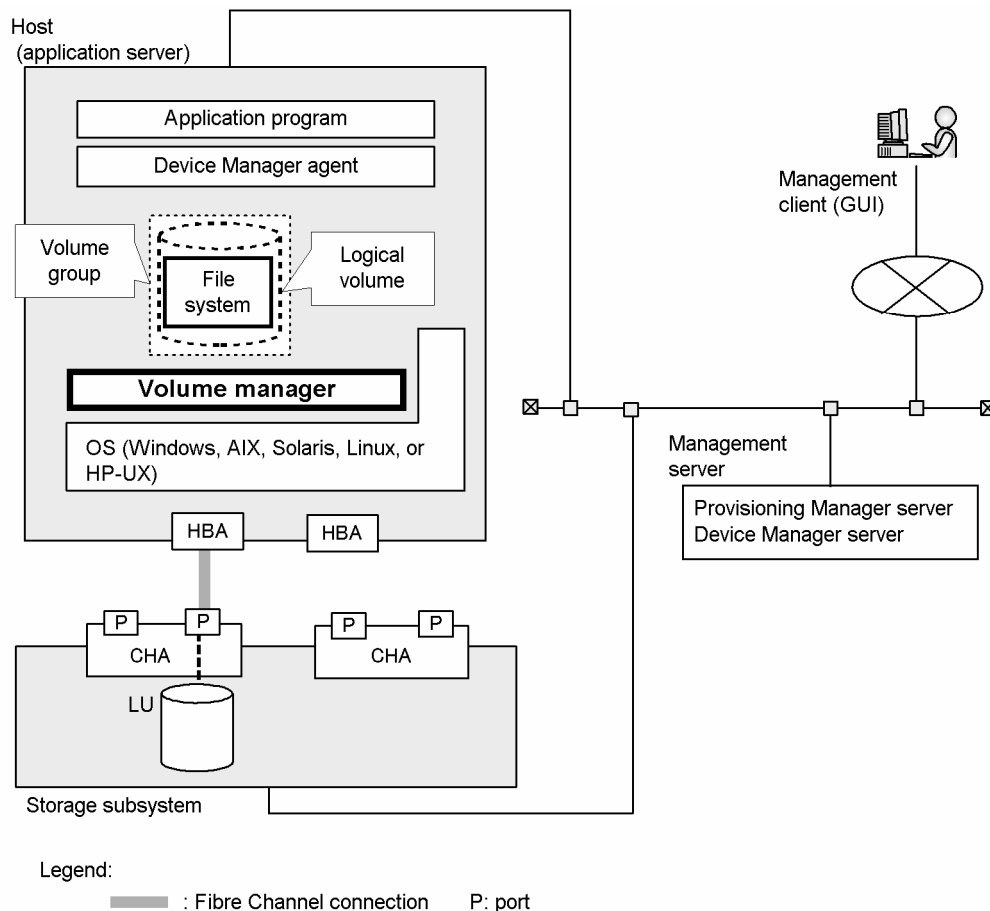 Host
(application server)
Application program
Device Manager agent
Volume
group
File
system
Logical
volume
Volume manager
OS (Windows, AIX, Solaris, Linux, or
HP-UX)
HBA
HBA
P
P
CHA
P
P
CHA
LU
Storage subsystem
Management
client (GUI)
Management
server
Provisioning Manager server
Device Manager server
Legend:
: Fibre Channel connection P: port